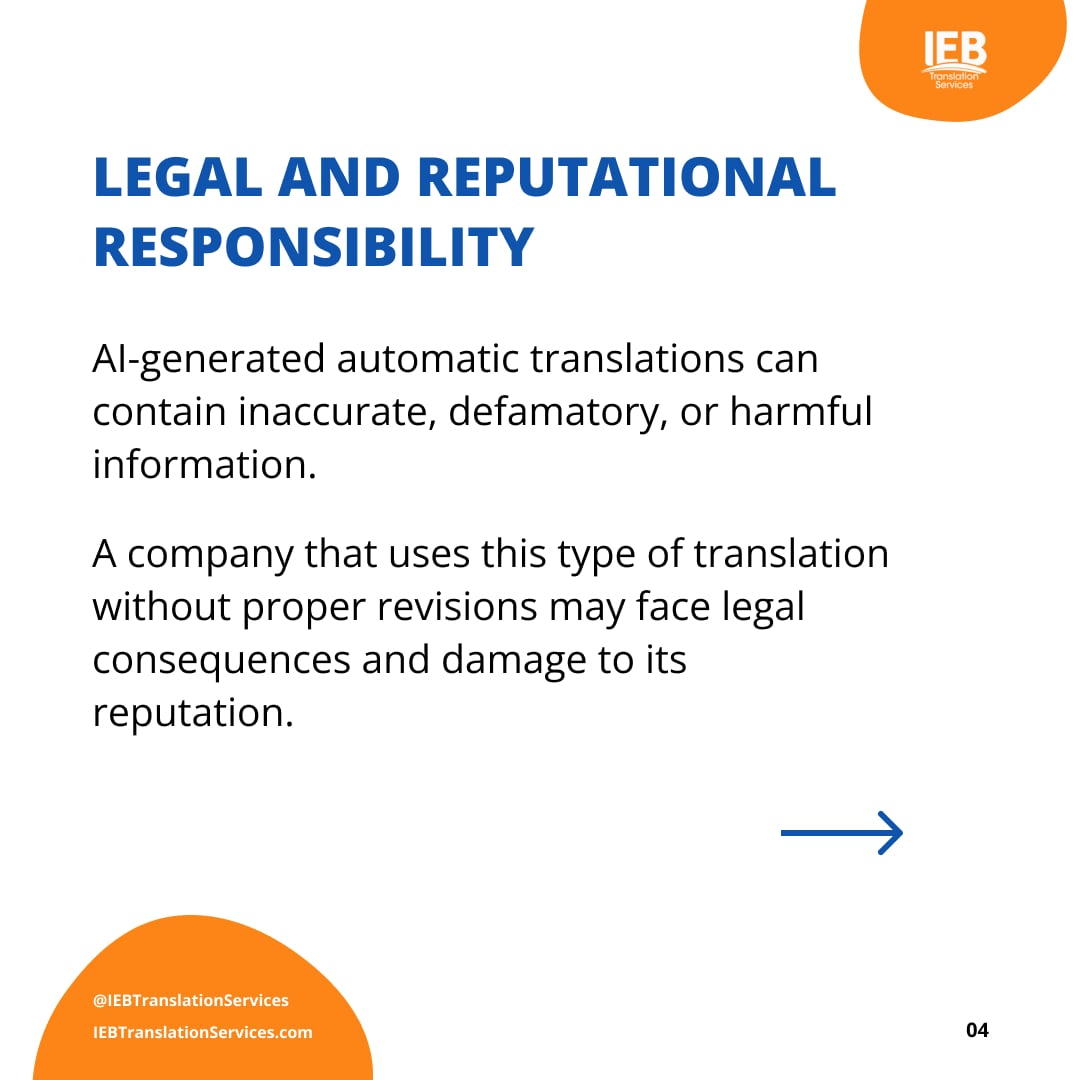 IEB
Translation
Services
LEGAL AND REPUTATIONAL
RESPONSIBILITY
AI-generated automatic translations can
contain inaccurate, defamatory, or harmful
information.
A company that uses this type of translation
without proper revisions may face legal
consequences and damage to its
reputation.
@IEBTranslationServices
IEBTranslationServices.com
04